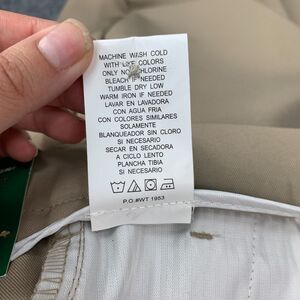 MACHINE WASH COLD
WITH LIKE COLORS
ONLY NON CHLORINE
BLEACH IF NEEDED
TUMBLE DRY LOW
WARM IRON IF NEEDED
LAVAR EN LAVADORA
CON AGUA FRIA
CON COLORES SIMILARES
SOLAMENTE
BLANQUEADOR SIN CLORO
SI NECESARIO
SECAR EN SECADORA
A CICLO LENTO
PLANCHA TIBIA
SI NECESARIO
P.O.#WT 1953